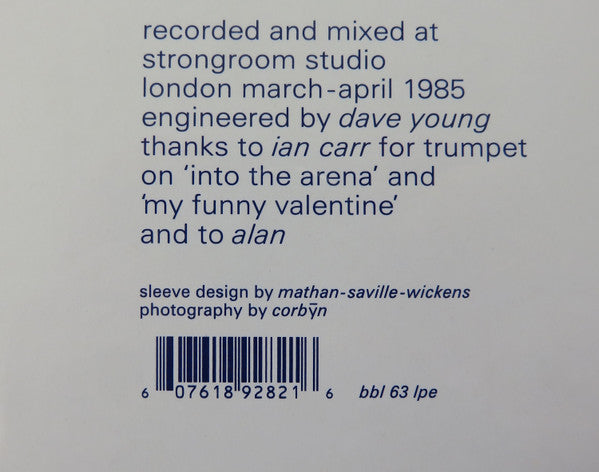 recorded and mixed at
strongroom studio
london march-april 1985
engineered by dave young
thanks to ian carr for trumpet
on ‘into the arena’ and
‘my funny valentine’
and to alan
sleeve design by mathan-saville-wickens
photography by corbȳn
6 07618 92821 6 bbl 63 lpe